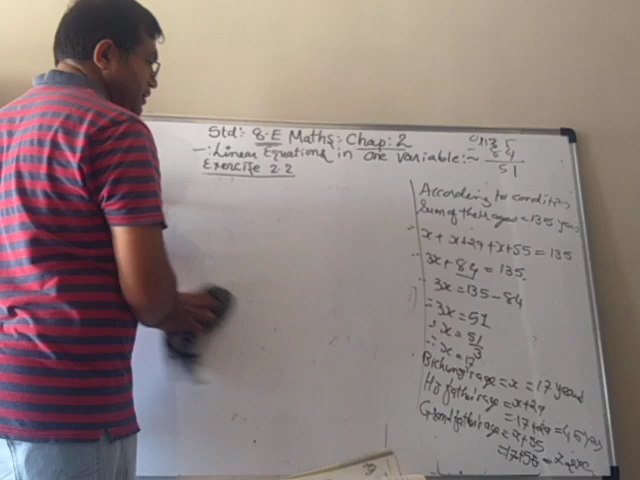 Std:- 8-E Maths:- Chap:2
-: Linear Equations in One Variable:-
Exercise 2.2
135
84
51
According to condition,
Sum of their ages = 135 years
∴ x + x+29 + x+55 = 135
∴ 3x + 84 = 135
∴ 3x = 135 - 84
∴ 3x = 51
∴ x = 51/3
∴ x = 17
Bichung's age = x = 17 years
His father's age = x+29
= 17+29 = 46 years
Grandfather's age = x+55
= 17+55 = 72